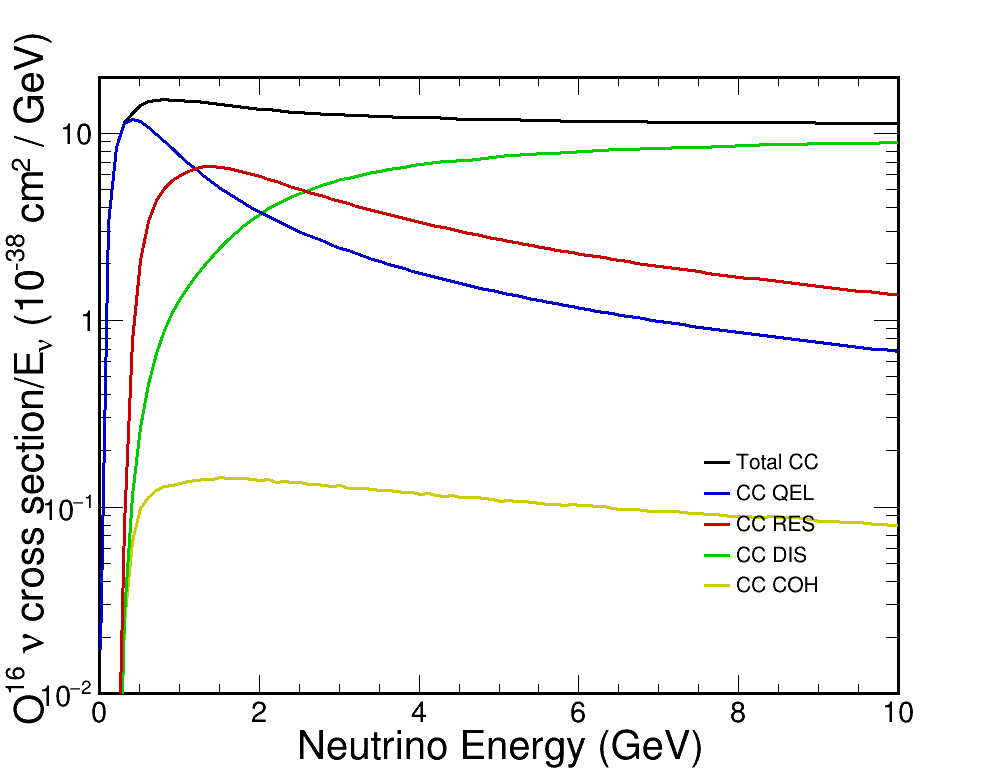 O¹⁶ ν cross section/Eᵥ (10⁻³⁸ cm² / GeV)
10
1
10⁻¹
10⁻²
Total CC
CC QEL
CC RES
CC DIS
CC COH
0 2 4 6 8 10
Neutrino Energy (GeV)